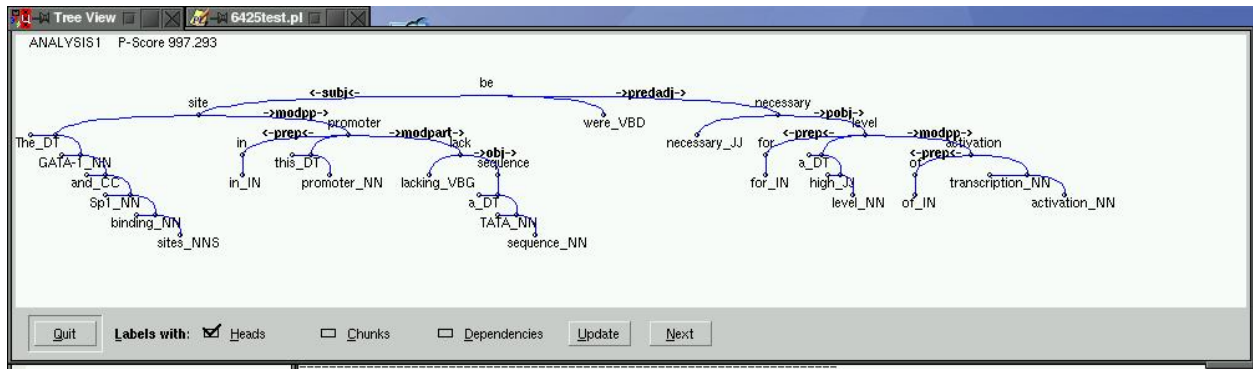 Tree View
6425test.pl
ANALYSIS1 P-Score 997.293
be
<-subj<- ->predadj->
site necessary
->modpp-> ->pobj->
promoter were_VBD level
The_DT in <-prep<- ->modpart-> lack necessary_JJ for <-prep<- ->modpp-> activation
->obj-> <-prep<-
GATA-1_NN this_DT sequence a_DT of
and_CC in_IN promoter_NN lacking_VBG for_IN high_JJ transcription_NN
Sp1_NN a_DT level_NN of_IN activation_NN
binding_NN TATA_NN
sites_NNS sequence_NN
Quit Labels with: Heads Chunks Dependencies Update Next